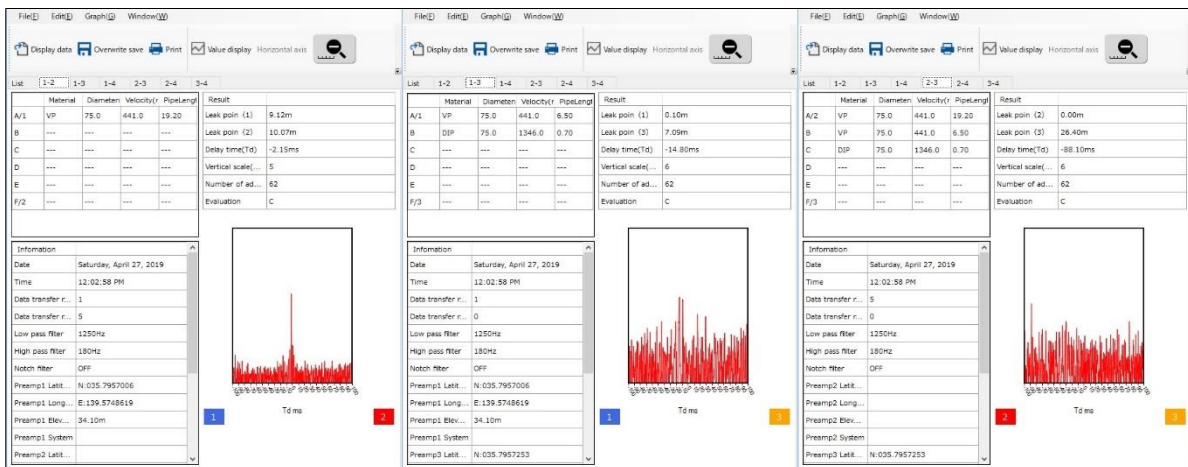 File(F) Edit(E) Graph(G) Window(W)
Display data Overwrite save Print Value display Horizontal axis
List 1-2 1-3 1-4 2-3 2-4 3-4
Material Diameten Velocity(r PipeLengl
A/1 VP 75.0 441.0 19.20
B --- --- --- ---
C --- --- --- ---
D --- --- --- ---
E --- --- --- ---
F/2 --- --- --- ---
Result
Leak poin (1) 9.12m
Leak poin (2) 10.07m
Delay time(Td) -2.15ms
Vertical scale(... 5
Number of ad... 62
Evaluation C
Infomation
Date Saturday, April 27, 2019
Time 12:02:58 PM
Data transfer r... 1
Data transfer r... 5
Low pass filter 1250Hz
High pass filter 180Hz
Notch filter OFF
Preamp1 Latit... N:035.7957006
Preamp1 Long... E:139.5748619
Preamp1 Elev... 34.10m
Preamp1 System
Preamp2 Latit...
Td ms
1 2
File(F) Edit(E) Graph(G) Window(W)
Display data Overwrite save Print Value display Horizontal axis
List 1-2 1-3 1-4 2-3 2-4 3-4
Material Diameten Velocity(r PipeLengl
A/1 VP 75.0 441.0 6.50
B DIP 75.0 1346.0 0.70
C --- --- --- ---
D --- --- --- ---
E --- --- --- ---
F/3 --- --- --- ---
Result
Leak poin (1) 0.10m
Leak poin (3) 7.09m
Delay time(Td) -14.80ms
Vertical scale(... 6
Number of ad... 62
Evaluation C
Infomation
Date Saturday, April 27, 2019
Time 12:02:58 PM
Data transfer r... 1
Data transfer r... 0
Low pass filter 1250Hz
High pass filter 180Hz
Notch filter OFF
Preamp1 Latit... N:035.7957006
Preamp1 Long... E:139.5748619
Preamp1 Elev... 34.10m
Preamp1 System
Preamp3 Latit... N:035.7957253
Td ms
1 3
File(F) Edit(E) Graph(G) Window(W)
Display data Overwrite save Print Value display Horizontal axis
List 1-2 1-3 1-4 2-3 2-4 3-4
Material Diameten Velocity(r PipeLengl
A/2 VP 75.0 441.0 19.20
B VP 75.0 441.0 6.50
C DIP 75.0 1346.0 0.70
D --- --- --- ---
E --- --- --- ---
F/3 --- --- --- ---
Result
Leak poin (2) 0.00m
Leak poin (3) 26.40m
Delay time(Td) -88.10ms
Vertical scale(... 6
Number of ad... 62
Evaluation C
Infomation
Date Saturday, April 27, 2019
Time 12:02:58 PM
Data transfer r... 5
Data transfer r... 0
Low pass filter 1250Hz
High pass filter 180Hz
Notch filter OFF
Preamp2 Latit...
Preamp2 Long...
Preamp2 Elev...
Preamp2 System
Preamp3 Latit... N:035.7957253
Td ms
2 3